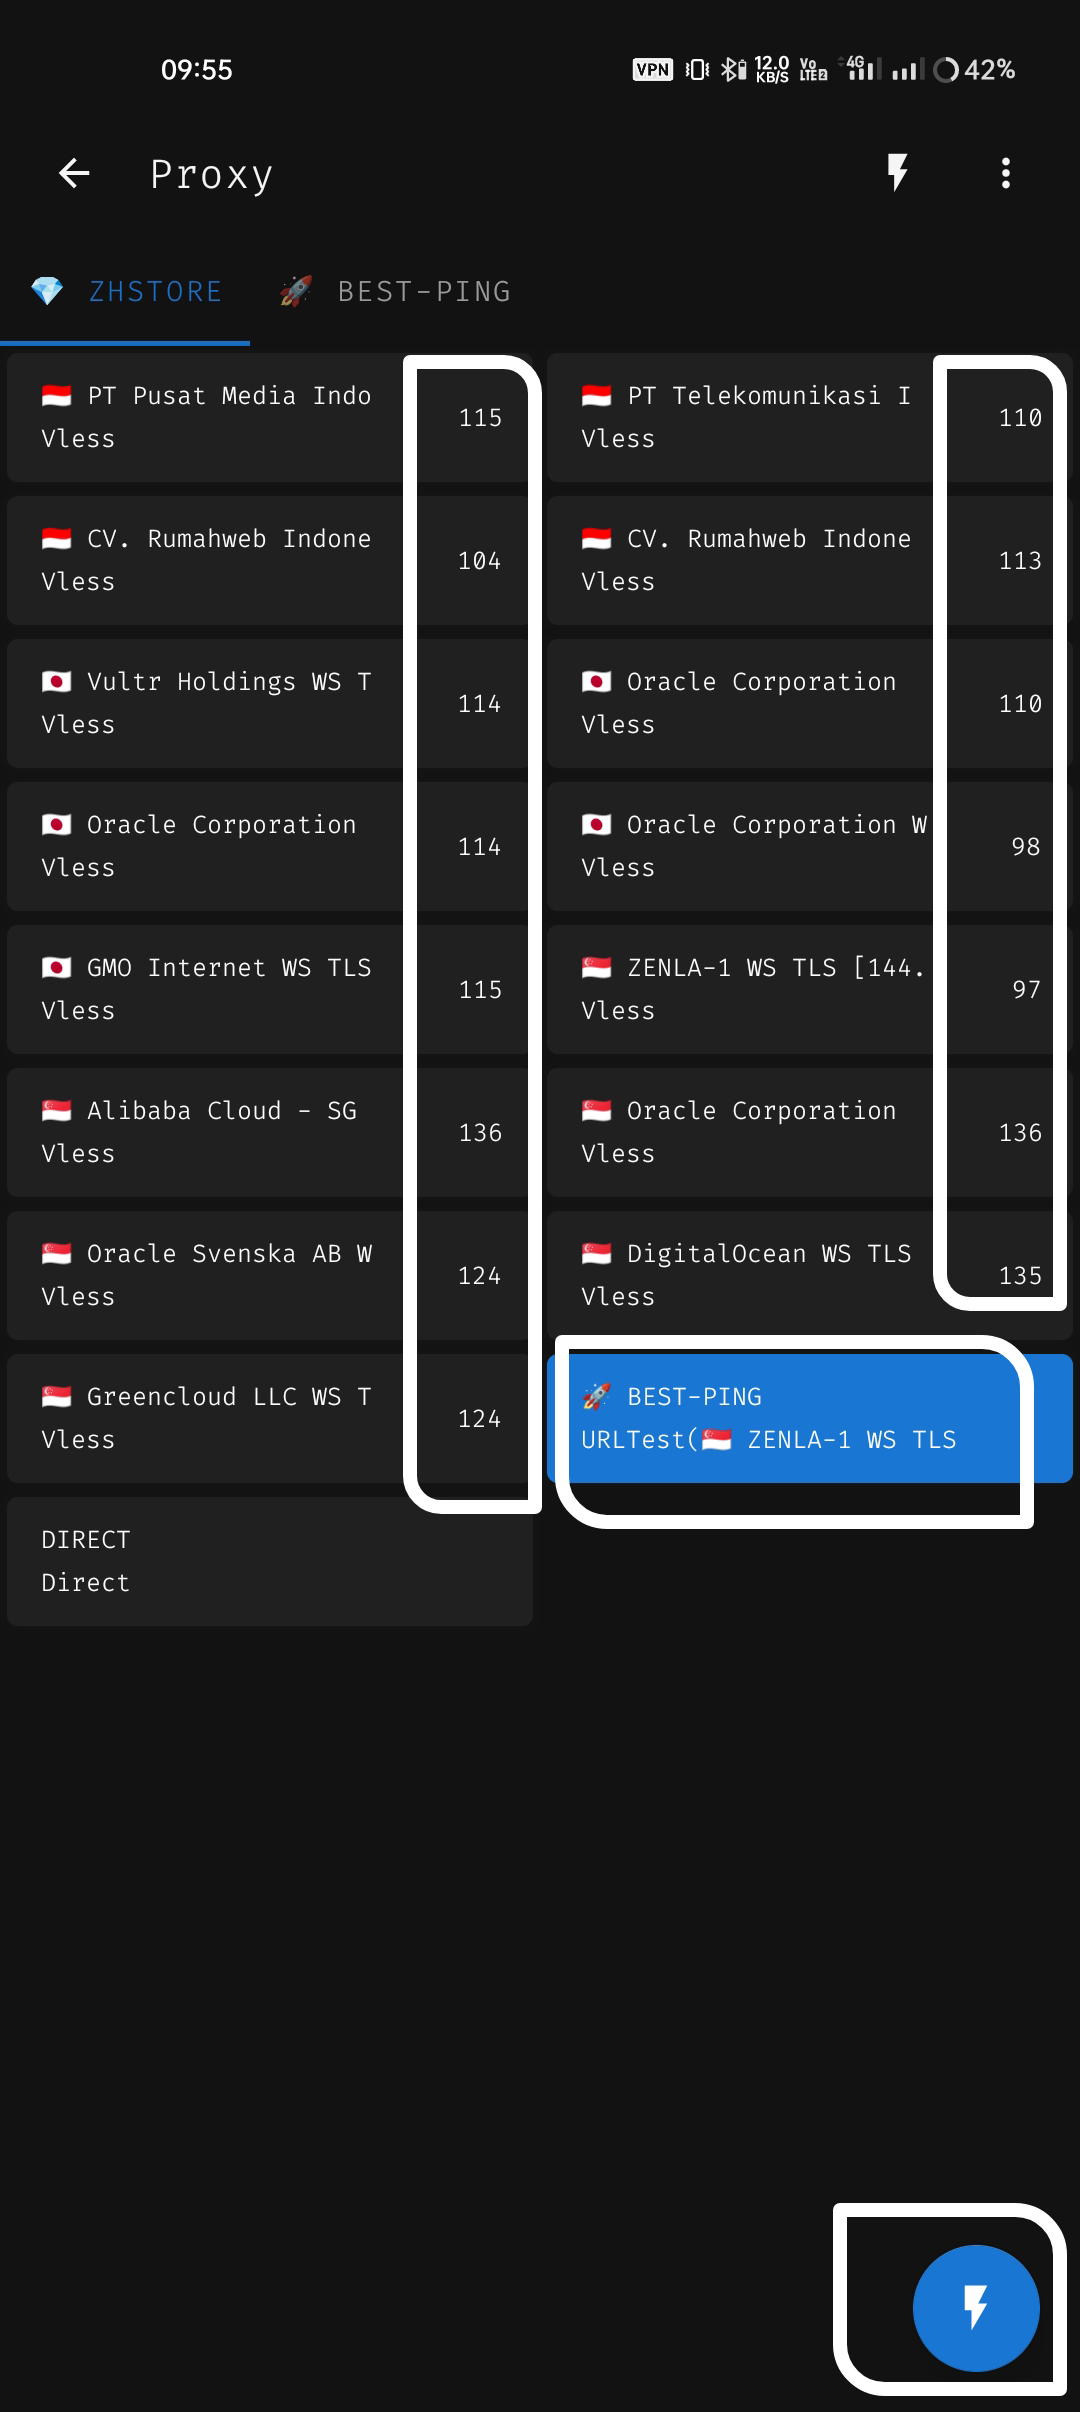 09:55 VPN 12.0 KB/S Vo LTE 2 4G 42%
Proxy
💎 ZHSTORE 🚀 BEST-PING
🇮🇩 PT Pusat Media Indo
Vless
115
🇮🇩 PT Telekomunikasi I
Vless
110
🇮🇩 CV. Rumahweb Indone
Vless
104
🇮🇩 CV. Rumahweb Indone
Vless
113
🇯🇵 Vultr Holdings WS T
Vless
114
🇯🇵 Oracle Corporation
Vless
110
🇯🇵 Oracle Corporation
Vless
114
🇯🇵 Oracle Corporation W
Vless
98
🇯🇵 GMO Internet WS TLS
Vless
115
🇸🇬 ZENLA-1 WS TLS [144.
Vless
97
🇸🇬 Alibaba Cloud - SG
Vless
136
🇸🇬 Oracle Corporation
Vless
136
🇸🇬 Oracle Svenska AB W
Vless
124
🇸🇬 DigitalOcean WS TLS
Vless
135
🇸🇬 Greencloud LLC WS T
Vless
124
🚀 BEST-PING
URLTest(🇸🇬 ZENLA-1 WS TLS
DIRECT
Direct